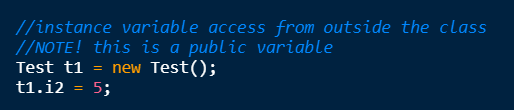 //instance variable access from outside the class
//NOTE! this is a public variable
Test t1 = new Test();
t1.i2 = 5;